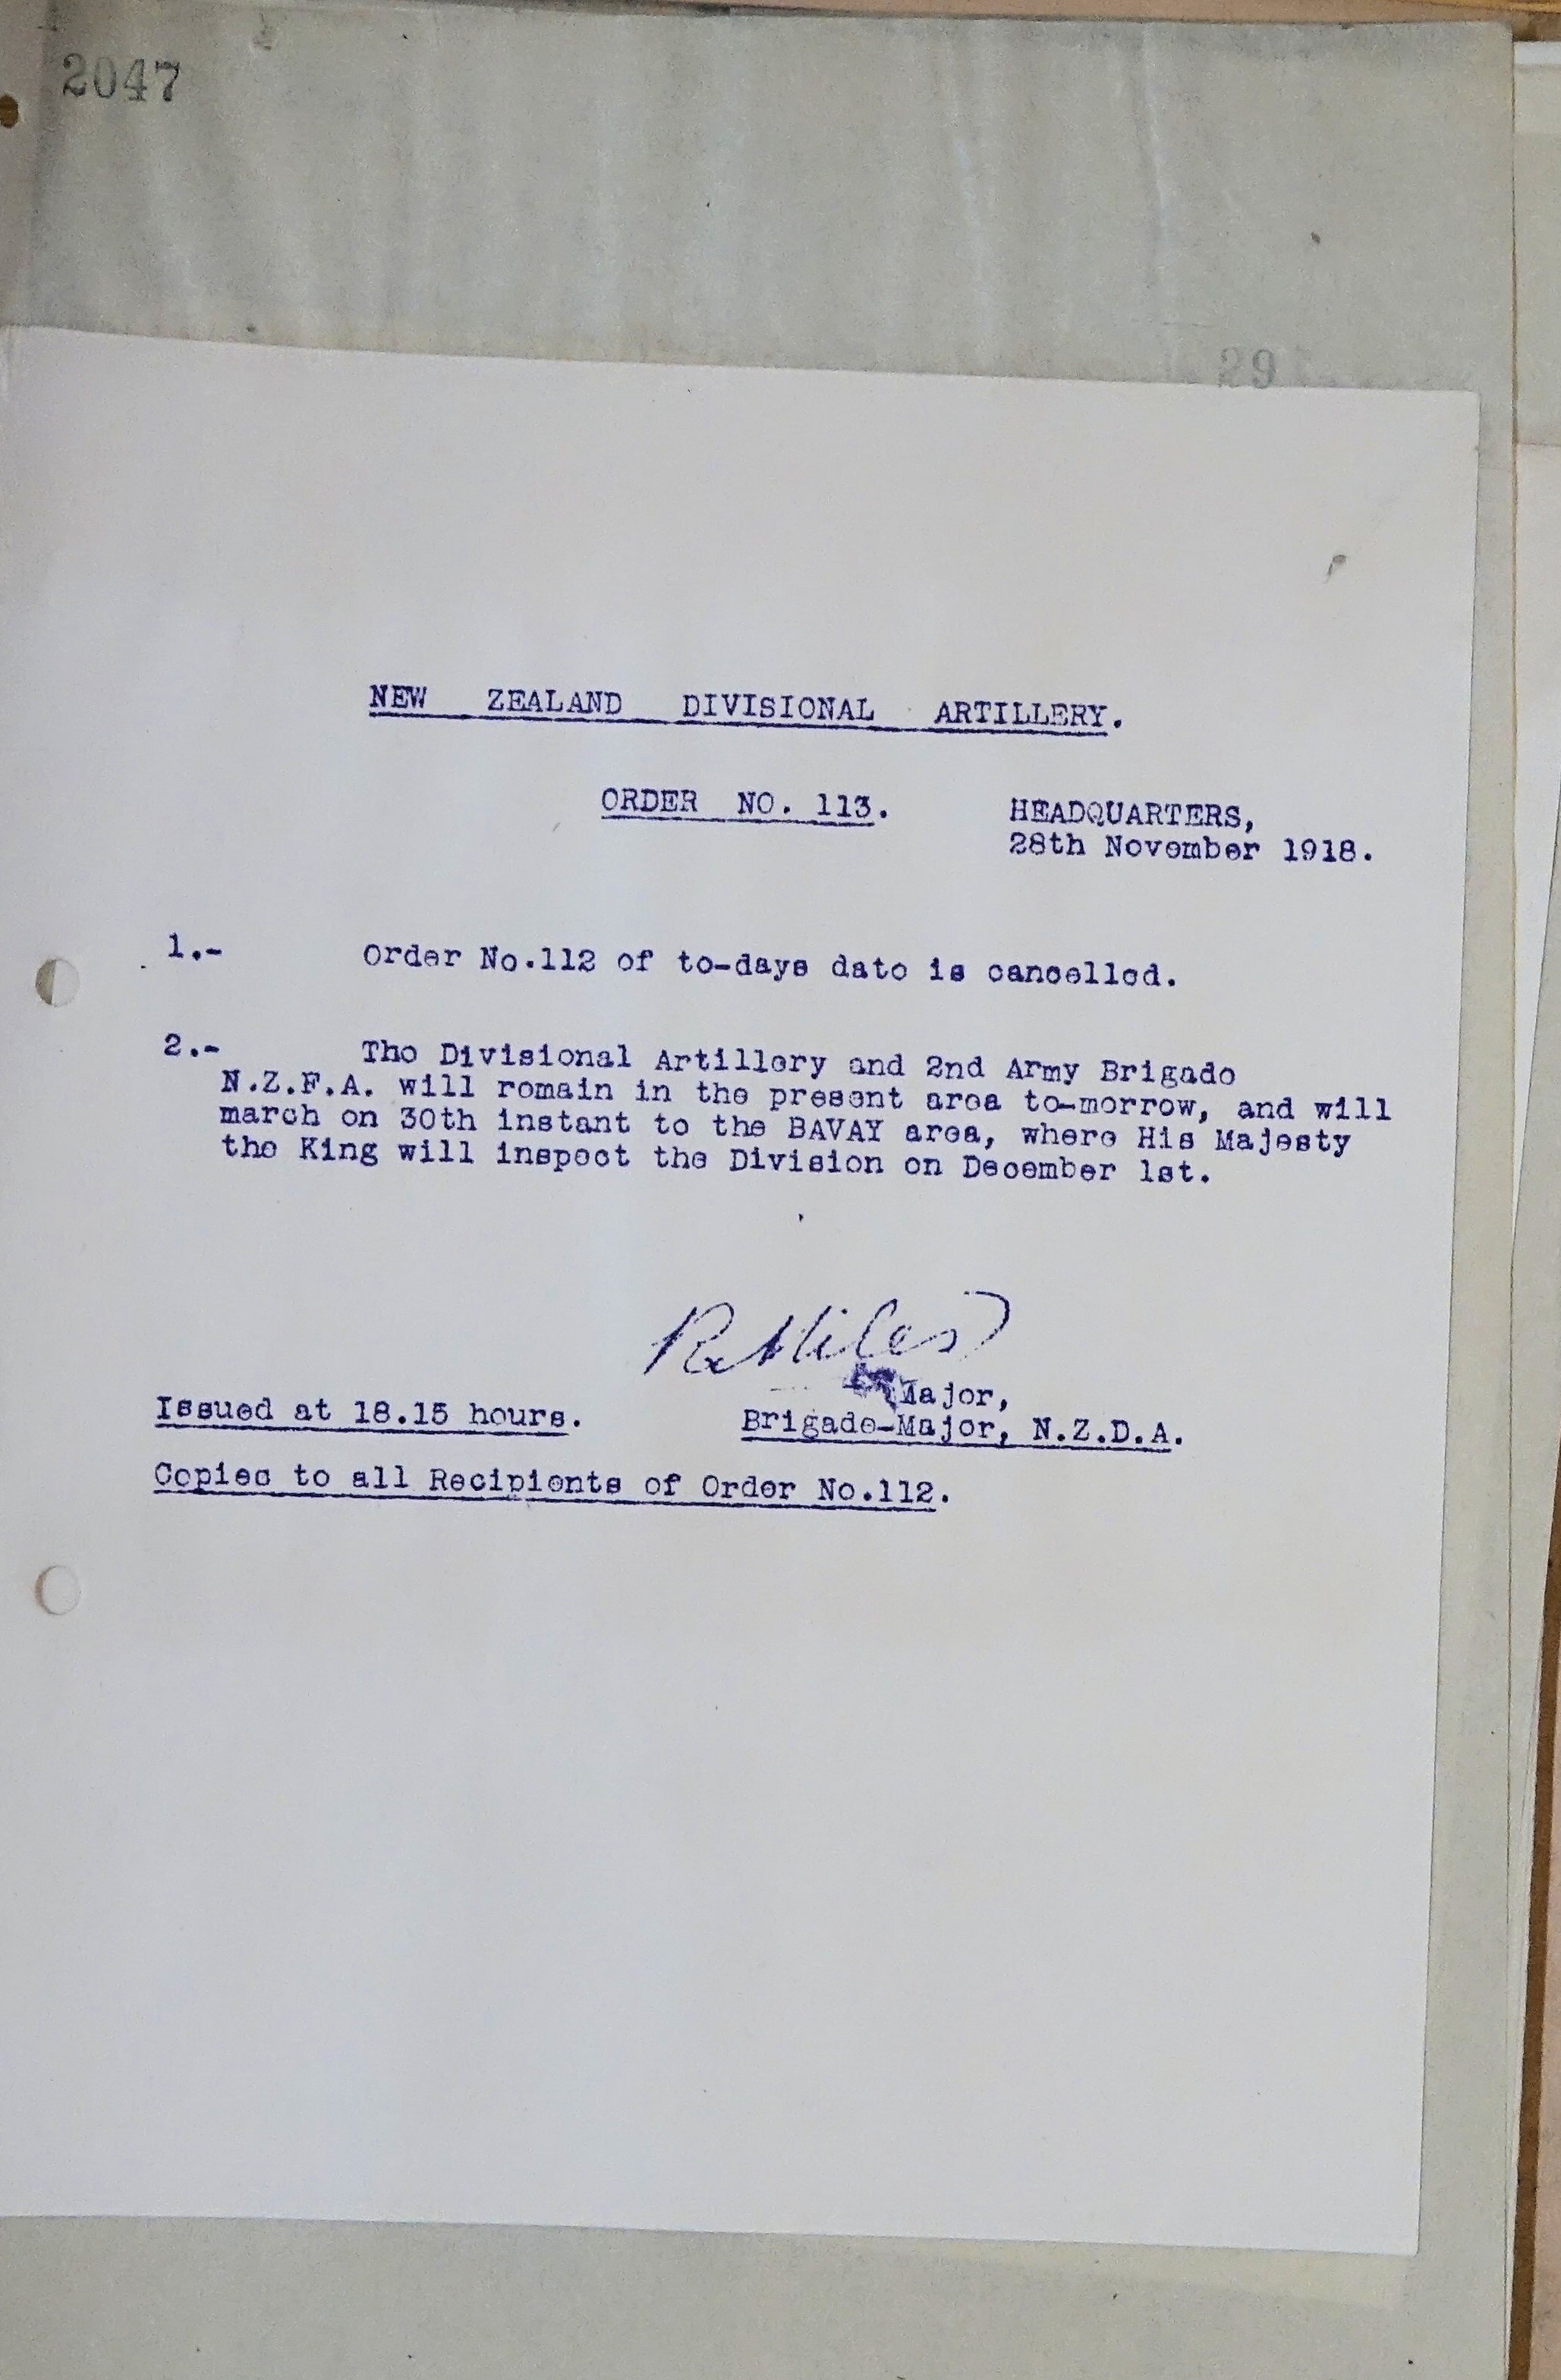 2047
29
NEW ZEALAND DIVISIONAL ARTILLERY.
ORDER NO. 113.
HEADQUARTERS,
28th November 1918.
1.- Order No.112 of to-days date is cancelled.
2.- The Divisional Artillery and 2nd Army Brigade
N.Z.F.A. will remain in the present area to-morrow, and will
march on 30th instant to the BAVAY area, where His Majesty
the King will inspect the Division on December 1st.
R Miles
Major,
Issued at 18.15 hours.
Brigade-Major, N.Z.D.A.
Copies to all Recipients of Order No.112.